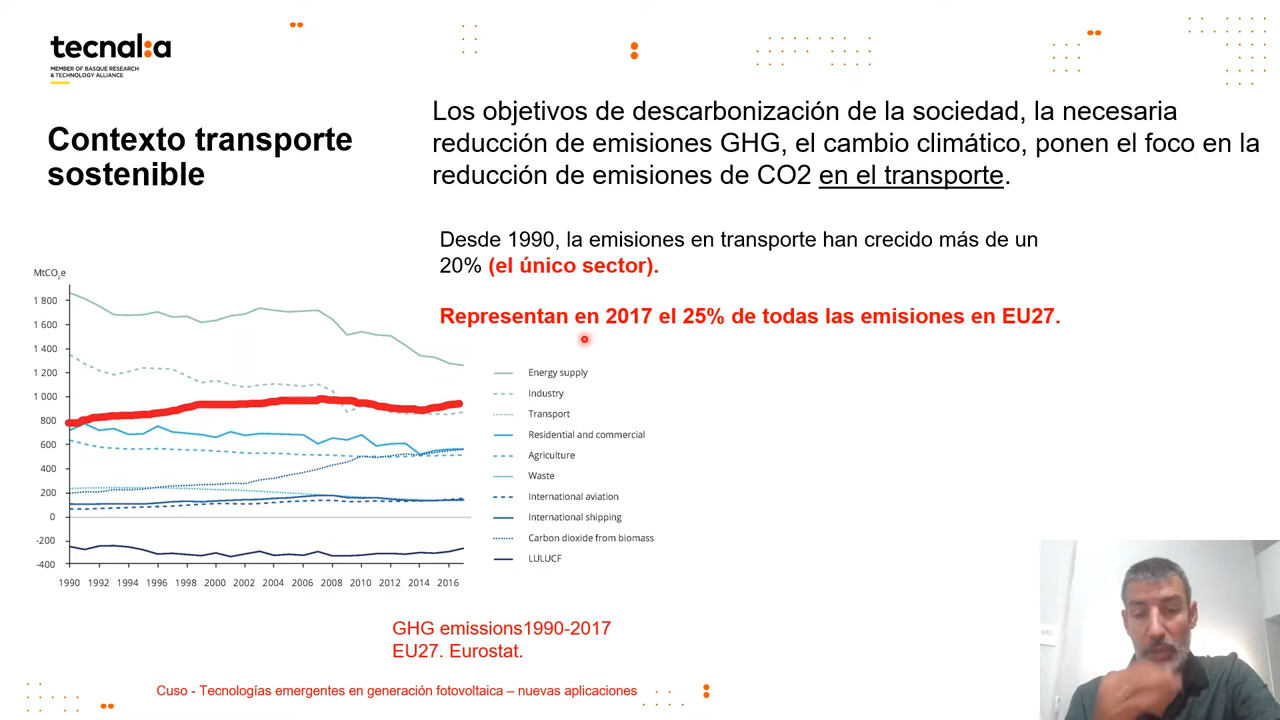 tecnal:a
MEMBER OF BASQUE RESEARCH
& TECHNOLOGY ALLIANCE
Contexto transporte
sostenible
Los objetivos de descarbonización de la sociedad, la necesaria
reducción de emisiones GHG, el cambio climático, ponen el foco en la
reducción de emisiones de CO2 en el transporte.
Desde 1990, la emisiones en transporte han crecido más de un
20% (el único sector).
Representan en 2017 el 25% de todas las emisiones en EU27.
MtCO2e
1 800
1 600
1 400
1 200
1 000
800
600
400
200
0
-200
-400
1990 1992 1994 1996 1998 2000 2002 2004 2006 2008 2010 2012 2014 2016
Energy supply
Industry
Transport
Residential and commercial
Agriculture
Waste
International aviation
International shipping
Carbon dioxide from biomass
LULUCF
GHG emissions1990-2017
EU27. Eurostat.
Cuso - Tecnologías emergentes en generación fotovoltaica – nuevas aplicaciones